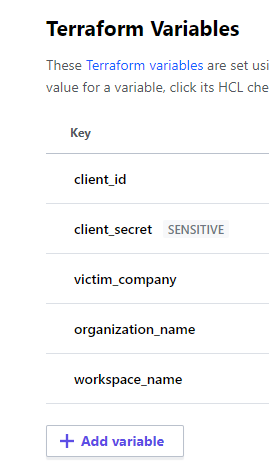 Terraform Variables
These Terraform variables are set usi
value for a variable, click its HCL che
Key
client_id
client_secret SENSITIVE
victim_company
organization_name
workspace_name
+ Add variable